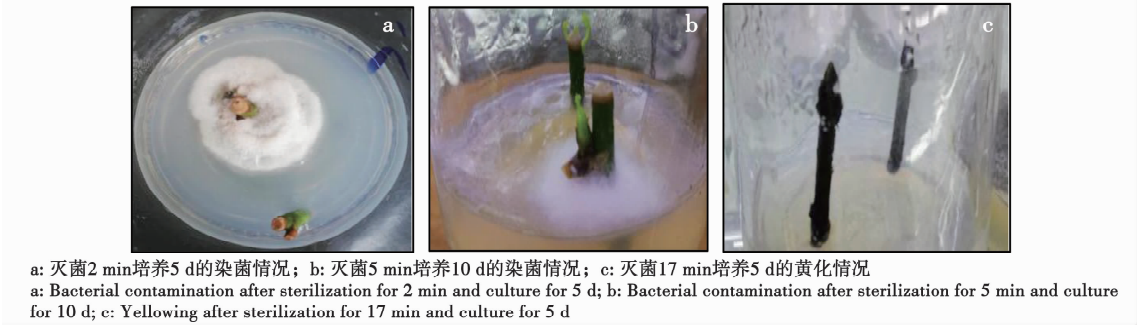 a b c
a: 灭菌2 min培养5 d的染菌情况；b: 灭菌5 min培养10 d的染菌情况；c: 灭菌17 min培养5 d的黄化情况
a: Bacterial contamination after sterilization for 2 min and culture for 5 d; b: Bacterial contamination after sterilization for 5 min and culture
for 10 d; c: Yellowing after sterilization for 17 min and culture for 5 d